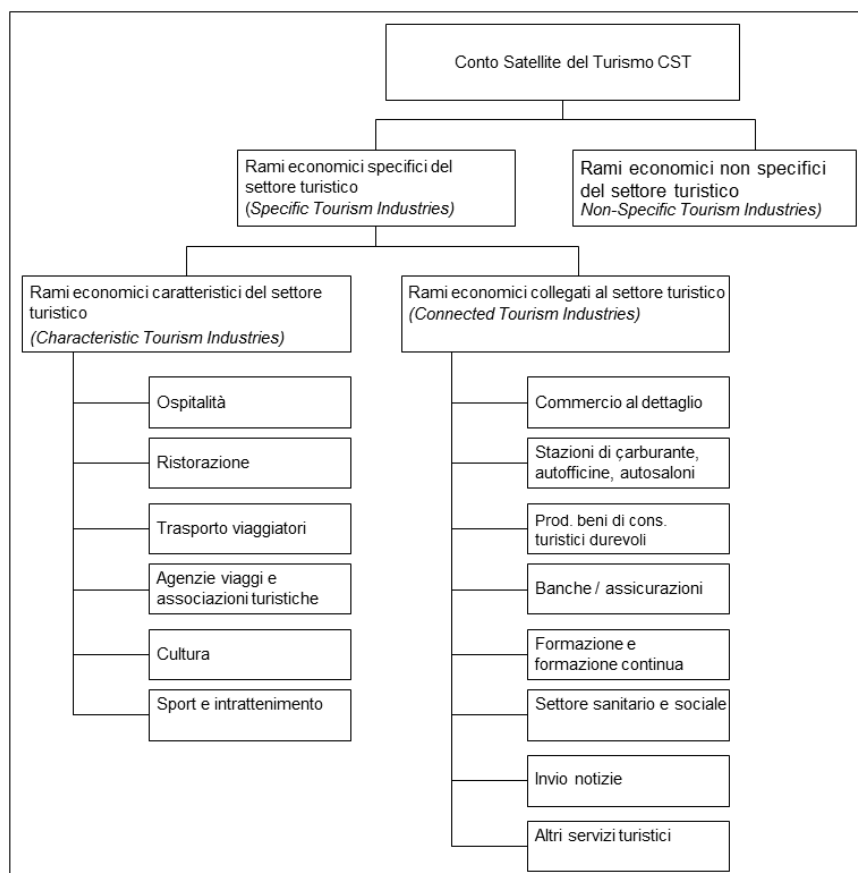 Conto Satellite del Turismo CST
Rami economici specifici del
settore turistico
(Specific Tourism Industries)
Rami economici non specifici
del settore turistico
Non-Specific Tourism Industries)
Rami economici caratteristici del settore
turistico
(Characteristic Tourism Industries)
Ospitalità
Ristorazione
Trasporto viaggiatori
Agenzie viaggi e
associazioni turistiche
Cultura
Sport e intrattenimento
Rami economici collegati al settore turistico
(Connected Tourism Industries)
Commercio al dettaglio
Stazioni di çarburante,
autofficine, autosaloni
Prod. beni di cons.
turistici durevoli
Banche / assicurazioni
Formazione e
formazione continua
Settore sanitario e sociale
Invio notizie
Altri servizi turistici